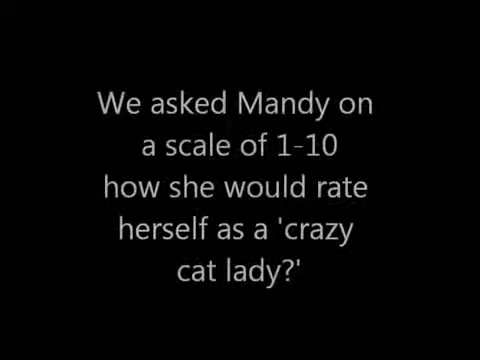 We asked Mandy on
a scale of 1-10
how she would rate
herself as a 'crazy
cat lady?'